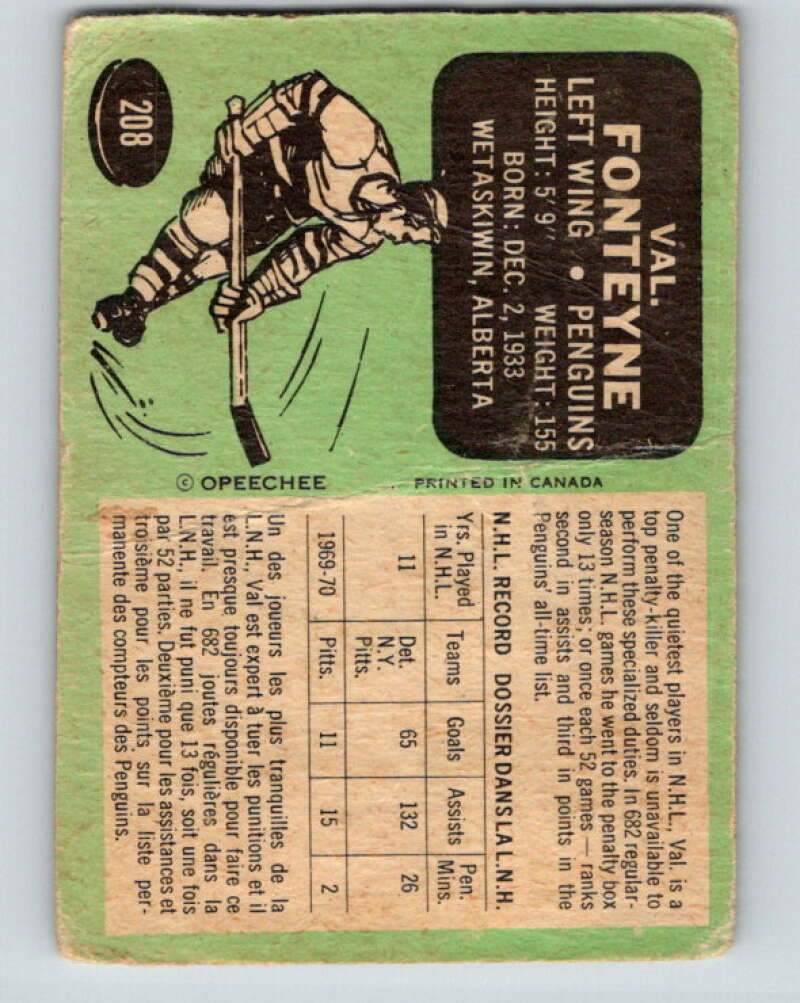 208
VAL.
FONTEYNE
LEFT WING • PENGUINS
HEIGHT: 5'9" WEIGHT: 155
BORN: DEC. 2, 1933
WETASKIWIN, ALBERTA
© OPEECHEE PRINTED IN CANADA
One of the quietest players in N.H.L., Val. is a
top penalty-killer and seldom is unavailable to
perform these specialized duties. In 682 regular-
season N.H.L. games he went to the penalty box
only 13 times; or once each 52 games — ranks
second in assists and third in points in the
Penguins' all-time list.
N.H.L. RECORD DOSSIER DANS LA L.N.H.
Yrs. Played Teams Goals Assists Pen.
in N.H.L. Mins.
11 Det. 65 132 26
N.Y.
Pitts.
1969-70 Pitts. 11 15 2
Un des joueurs les plus tranquilles de la
L.N.H., Val est expert à tuer les punitions et il
est presque toujours disponible pour faire ce
travail. En 682 joutes régulières dans la
L.N.H., il ne fut puni que 13 fois, soit une fois
par 52 parties. Deuxième pour les assistances et
troisième pour les points, sur la liste per-
manente des compteurs des Penguins.